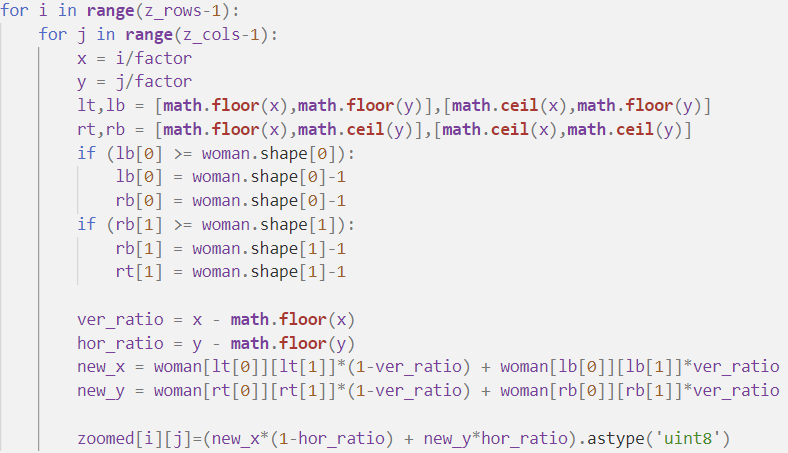 for i in range(z_rows-1):
    for j in range(z_cols-1):
        x = i/factor
        y = j/factor
        lt,lb = [math.floor(x),math.floor(y)],[math.ceil(x),math.floor(y)]
        rt,rb = [math.floor(x),math.ceil(y)],[math.ceil(x),math.ceil(y)]
        if (lb[0] >= woman.shape[0]):
            lb[0] = woman.shape[0]-1
            rb[0] = woman.shape[0]-1
        if (rb[1] >= woman.shape[1]):
            rb[1] = woman.shape[1]-1
            rt[1] = woman.shape[1]-1

        ver_ratio = x - math.floor(x)
        hor_ratio = y - math.floor(y)
        new_x = woman[lt[0]][lt[1]]*(1-ver_ratio) + woman[lb[0]][lb[1]]*ver_ratio
        new_y = woman[rt[0]][rt[1]]*(1-ver_ratio) + woman[rb[0]][rb[1]]*ver_ratio

        zoomed[i][j]=(new_x*(1-hor_ratio) + new_y*hor_ratio).astype('uint8')